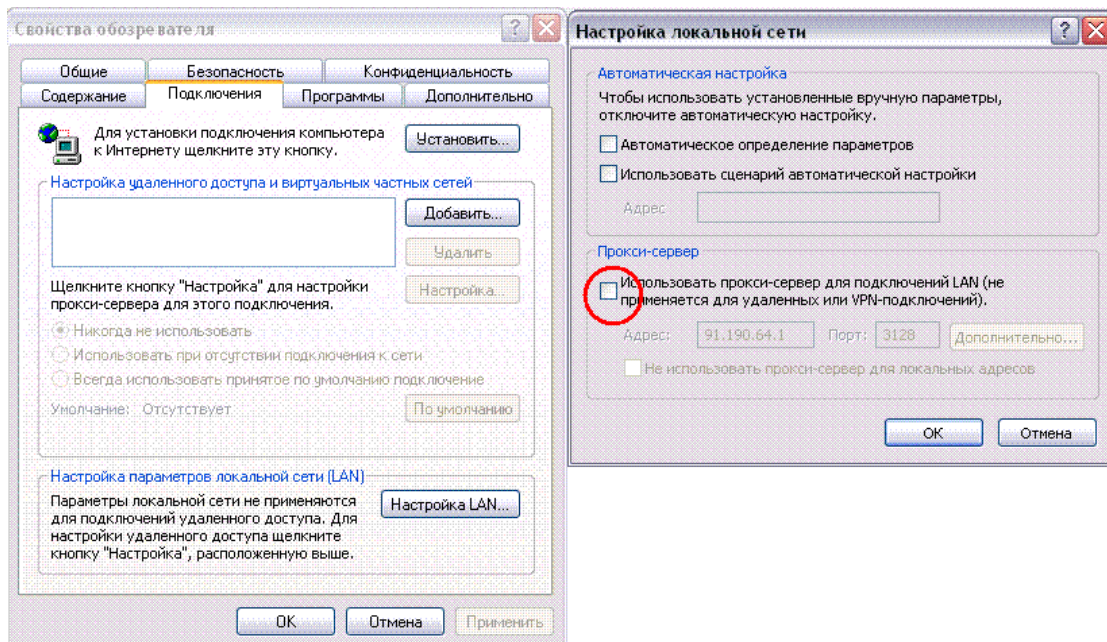 Свойства обозревателя
Общие
Безопасность
Конфиденциальность
Содержание
Подключения
Программы
Дополнительно
Для установки подключения компьютера
к Интернету щелкните эту кнопку.
Установить...
Настройка удаленного доступа и виртуальных частных сетей
Добавить...
Удалить
Щелкните кнопку "Настройка" для настройки
прокси-сервера для этого подключения.
Настройка...
Никогда не использовать
Использовать при отсутствии подключения к сети
Всегда использовать принятое по умолчанию подключение
Умолчание: Отсутствует
По умолчанию
Настройка параметров локальной сети (LAN)
Параметры локальной сети не применяются
для подключений удаленного доступа. Для
настройки удаленного доступа щелкните
кнопку "Настройка", расположенную выше.
Настройка LAN...
OK
Отмена
Применить
Настройка локальной сети
Автоматическая настройка
Чтобы использовать установленные вручную параметры,
отключите автоматическую настройку.
Автоматическое определение параметров
Использовать сценарий автоматической настройки
Адрес
Прокси-сервер
Использовать прокси-сервер для подключений LAN (не
применяется для удаленных или VPN-подключений).
Адрес: 91.190.64.1 Порт: 3128 Дополнительно...
Не использовать прокси-сервер для локальных адресов
OK
Отмена